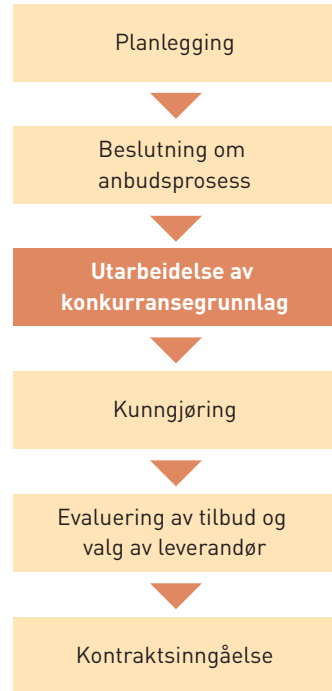 Planlegging
Beslutning om
anbudsprosess
Utarbeidelse av
konkurransegrunnlag
Kunngjøring
Evaluering av tilbud og
valg av leverandør
Kontraktsinngåelse